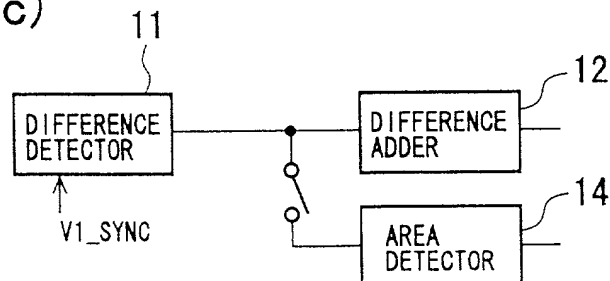 c)
11
12
DIFFERENCE
DETECTOR
DIFFERENCE
ADDER
14
V1_SYNC
AREA
DETECTOR